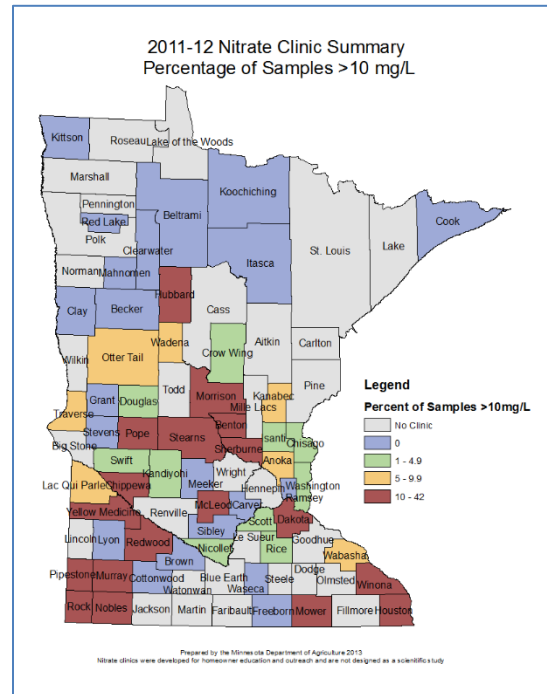 2011-12 Nitrate Clinic Summary
Percentage of Samples >10 mg/L
Kittson
Roseau
Lake of the Woods
Marshall
Koochiching
Pennington
Beltrami
Cook
Red Lake
Polk
St. Louis
Lake
Clearwater
Itasca
Norman
Mahnomen
Hubbard
Cass
Clay
Becker
Wadena
Aitkin
Carlton
Crow Wing
Otter Tail
Wilkin
Todd
Pine
Morrison
Kanabec
Mille Lacs
Grant
Douglas
Traverse
Benton
Stevens
Pope
Stearns
santi
Chisago
Big Stone
Sherburne
Swift
Anoka
Kandiyohi
Wright
Lac Qui Parle
Chippewa
Meeker
Hennepin
Washington
Ramsey
McLeod
Carver
Yellow Medicine
Renville
Scott
Dakota
Sibley
Lincoln
Lyon
Redwood
Le Sueur
Goodhue
Nicollet
Rice
Wabasha
Brown
Dodge
Pipestone
Murray
Cottonwood
Blue Earth
Steele
Olmsted
Winona
Watonwan
Waseca
Rock
Nobles
Jackson
Martin
Faribault
Freeborn
Mower
Fillmore
Houston
Legend
Percent of Samples >10mg/L
No Clinic
0
1 - 4.9
5 - 9.9
10 - 42
Prepared by the Minnesota Department of Agriculture 2013
Nitrate clinics were developed for homeowner education and outreach and are not designed as a scientific study